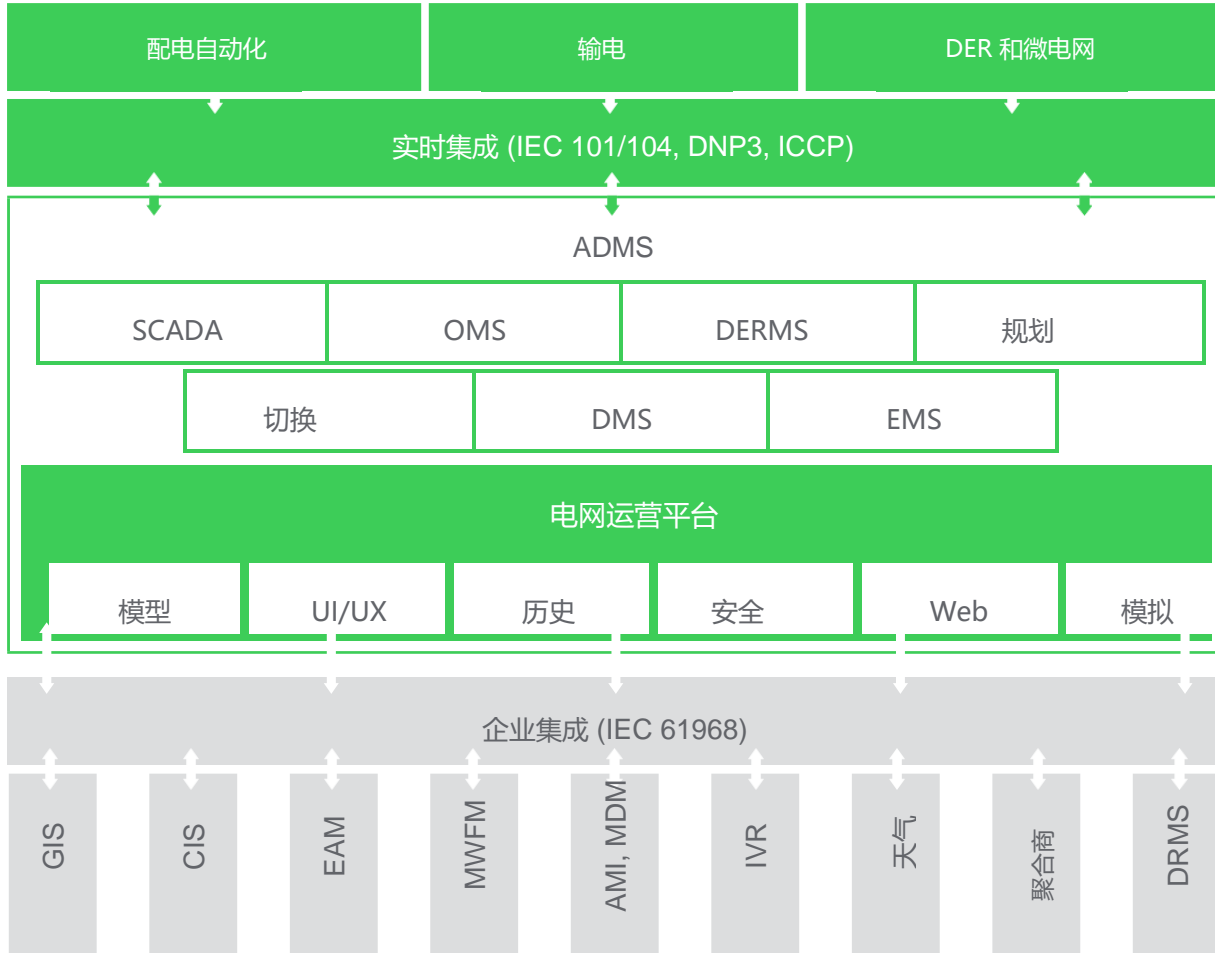 配电自动化
输电
DER 和微电网
实时集成 (IEC 101/104, DNP3, ICCP)
ADMS
SCADA
OMS
DERMS
规划
切换
DMS
EMS
电网运营平台
模型
UI/UX
历史
安全
Web
模拟
企业集成 (IEC 61968)
GIS
CIS
EAM
MWFM
AMI, MDM
IVR
天气
聚合商
DRMS